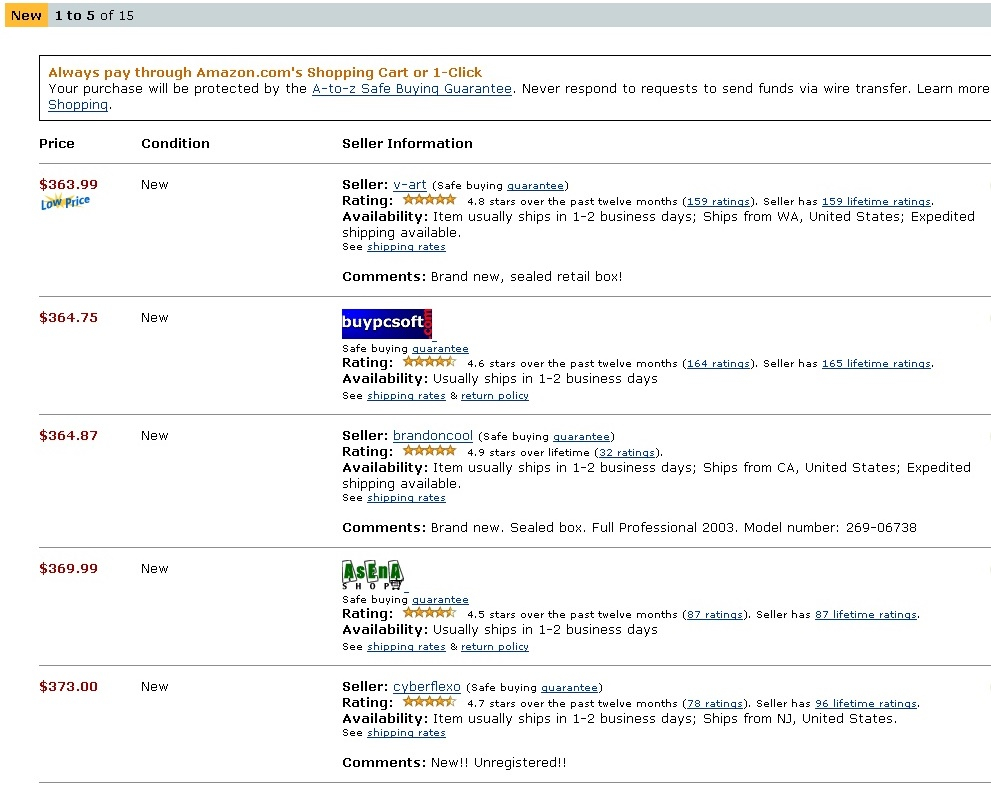 New 1 to 5 of 15
Always pay through Amazon.com's Shopping Cart or 1-Click
Your purchase will be protected by the A-to-z Safe Buying Guarantee. Never respond to requests to send funds via wire transfer. Learn more
Shopping.
Price Condition Seller Information
$363.99 New Seller: v-art (Safe buying guarantee)
Low Price Rating: 4.8 stars over the past twelve months (159 ratings). Seller has 159 lifetime ratings.
Availability: Item usually ships in 1-2 business days; Ships from WA, United States; Expedited
shipping available.
See shipping rates
Comments: Brand new, sealed retail box!
$364.75 New buypcsoft com
Safe buying guarantee
Rating: 4.6 stars over the past twelve months (164 ratings). Seller has 165 lifetime ratings.
Availability: Usually ships in 1-2 business days
See shipping rates & return policy
$364.87 New Seller: brandoncool (Safe buying guarantee)
Rating: 4.9 stars over lifetime (32 ratings).
Availability: Item usually ships in 1-2 business days; Ships from CA, United States; Expedited
shipping available.
See shipping rates
Comments: Brand new. Sealed box. Full Professional 2003. Model number: 269-06738
$369.99 New AsEnA
SHOP
Safe buying guarantee
Rating: 4.5 stars over the past twelve months (87 ratings). Seller has 87 lifetime ratings.
Availability: Usually ships in 1-2 business days
See shipping rates & return policy
$373.00 New Seller: cyberflexo (Safe buying guarantee)
Rating: 4.7 stars over the past twelve months (78 ratings). Seller has 96 lifetime ratings.
Availability: Item usually ships in 1-2 business days; Ships from NJ, United States.
See shipping rates
Comments: New!! Unregistered!!